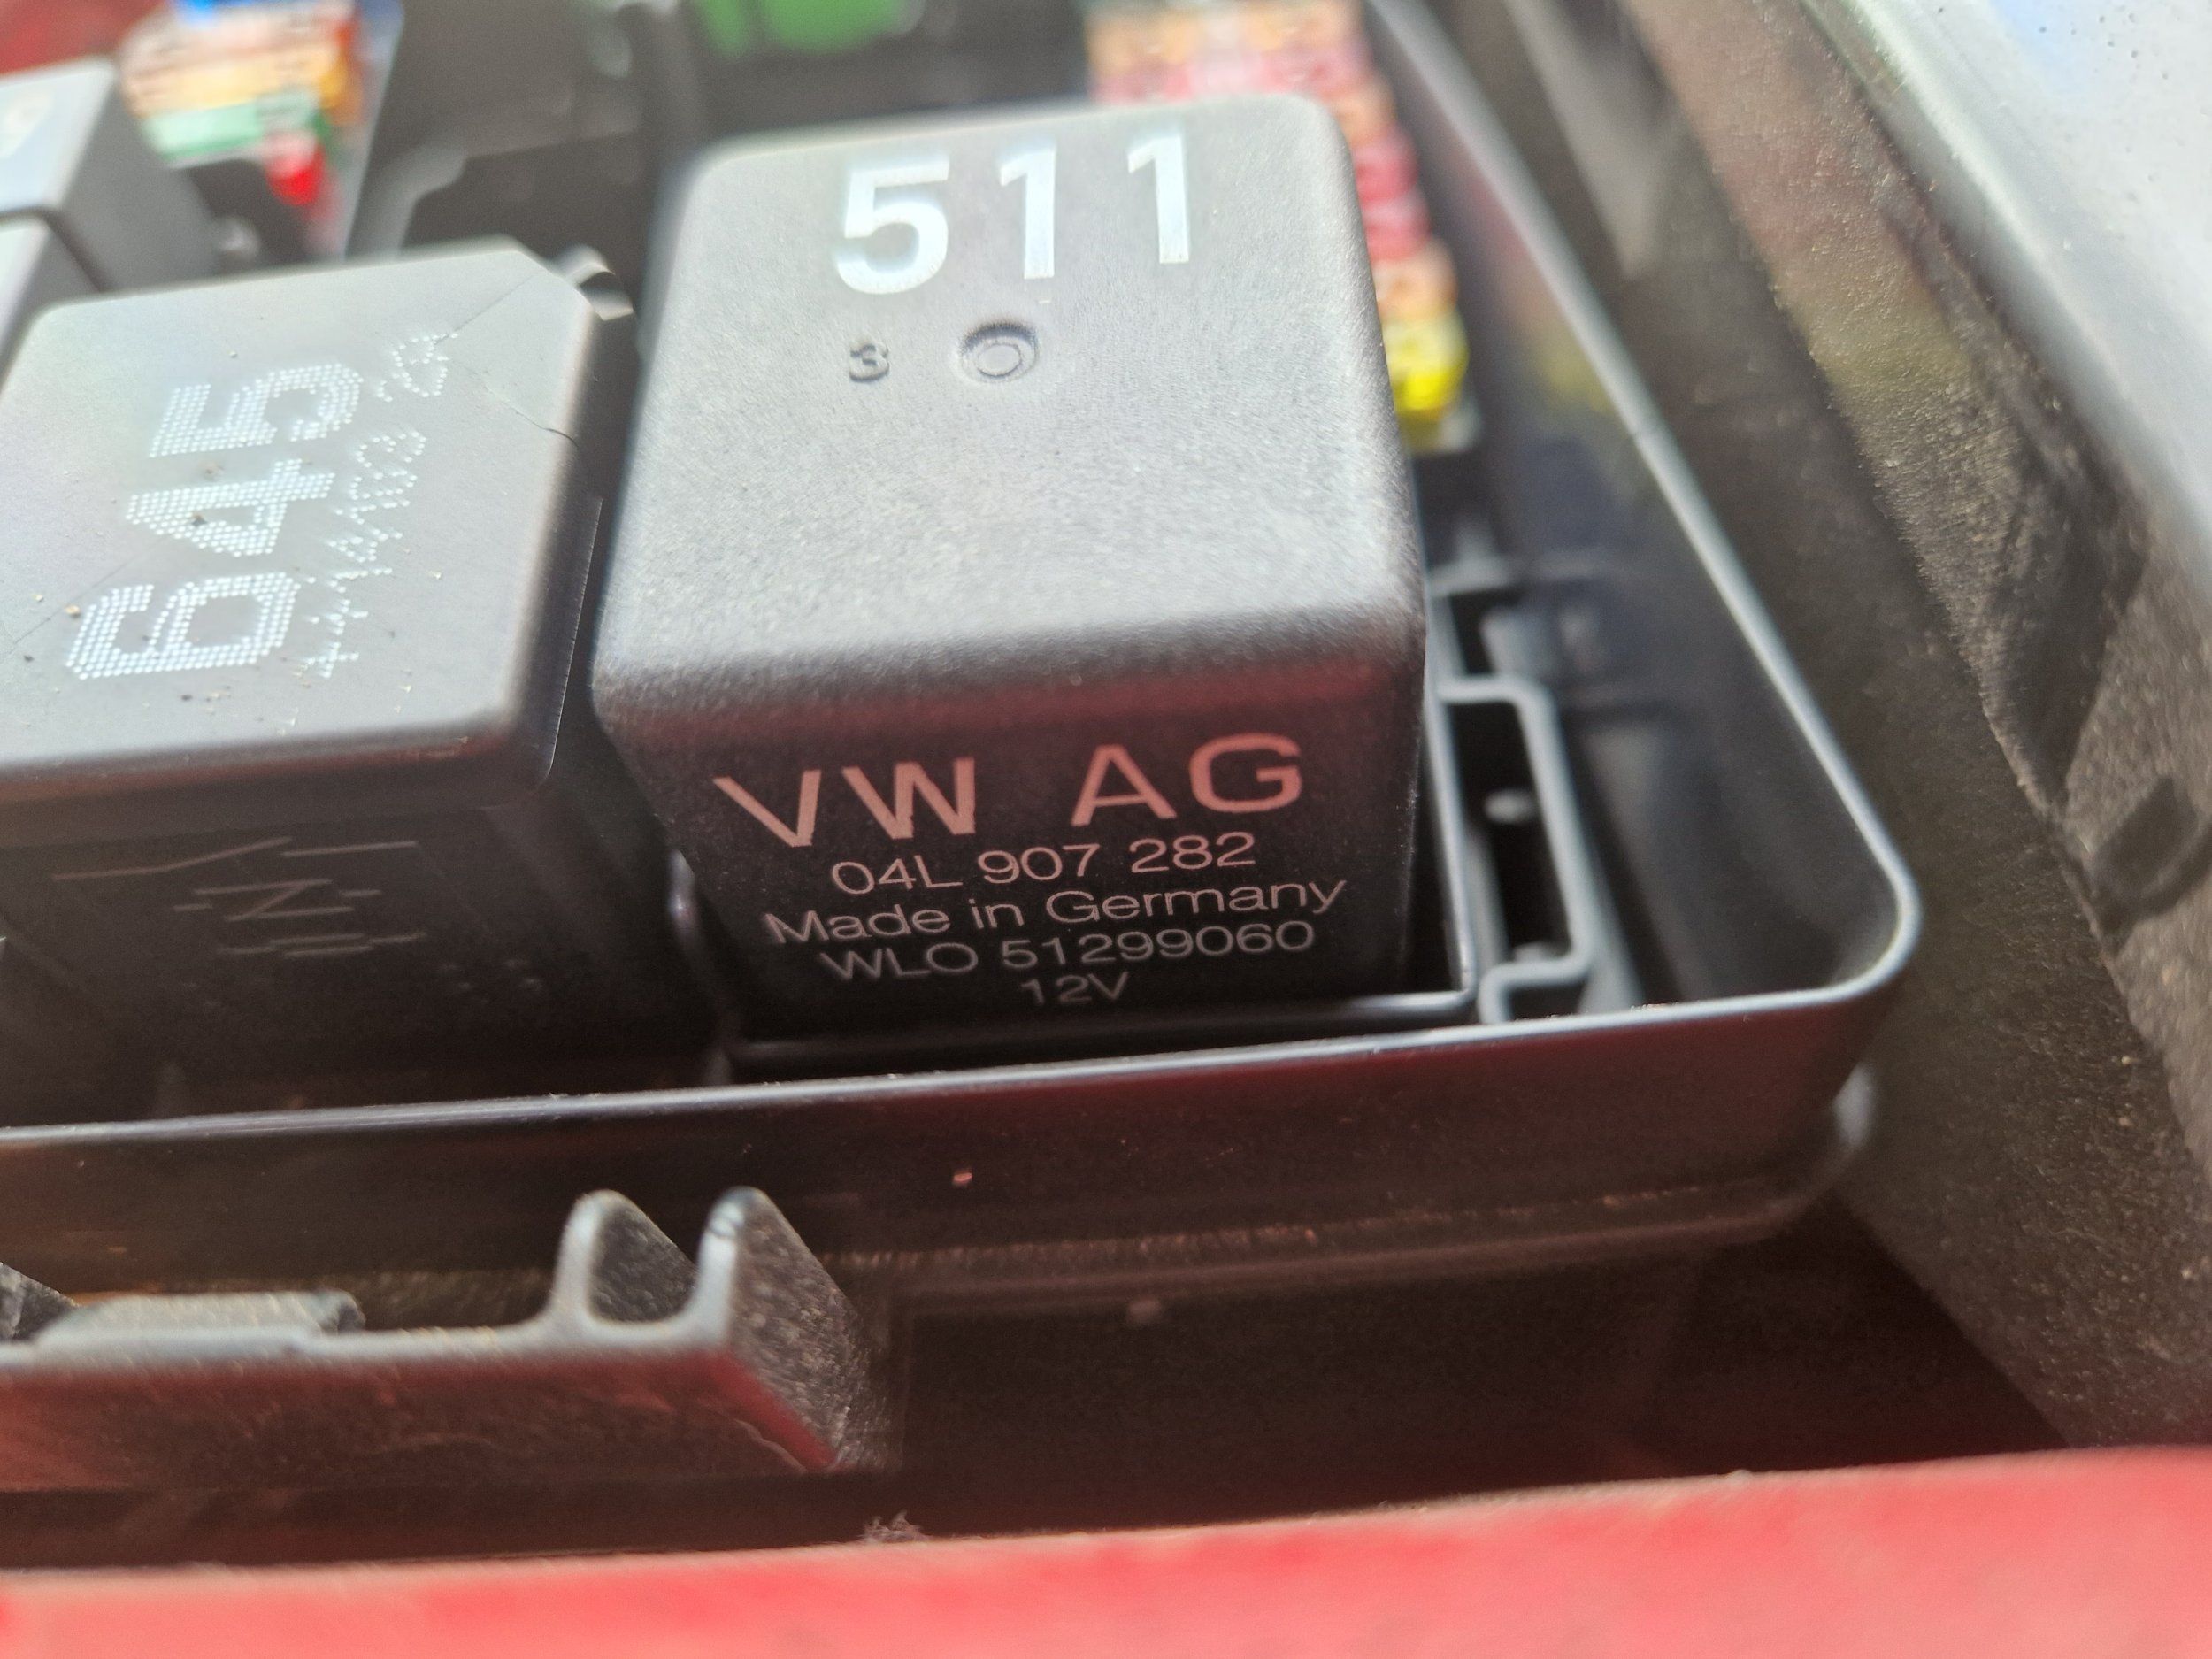 511
3
645
VW AG
04L 907 282
Made in Germany
WLO 51299060
12V